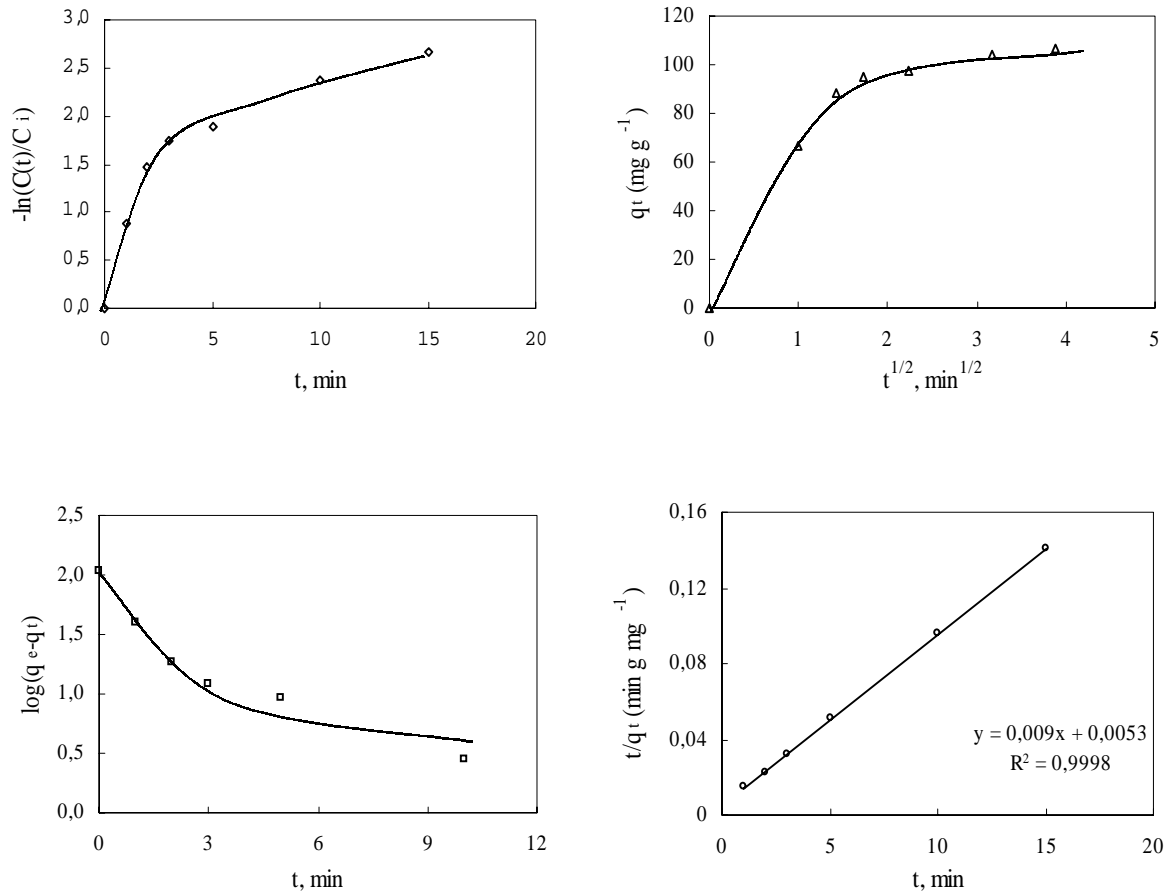 3,0
2,5
2,0
1,5
1,0
0,5
0,0
-ln(C(t)/C i)
0 5 10 15 20
t, min
120
100
80
60
40
20
0
q t (mg g -1)
0 1 2 3 4 5
t1/2, min1/2
2,5
2,0
1,5
1,0
0,5
0,0
log(q e-q t)
0 3 6 9 12
t, min
0,16
0,12
0,08
0,04
0
t/q t (min g mg -1)
y = 0,009x + 0,0053
R2 = 0,9998
0 5 10 15 20
t, min